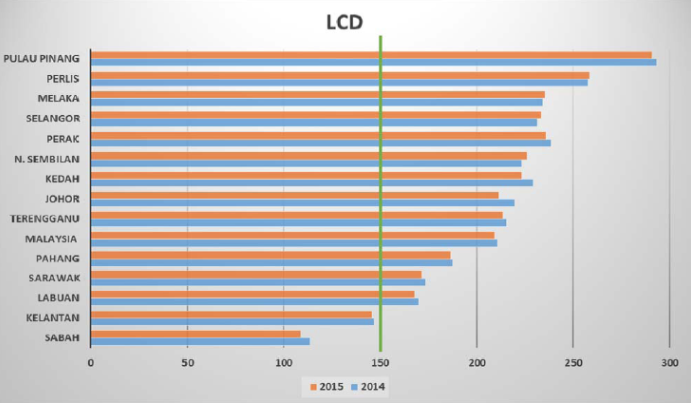 LCD
PULAU PINANG
PERLIS
MELAKA
SELANGOR
PERAK
N. SEMBILAN
KEDAH
JOHOR
TERENGGANU
MALAYSIA
PAHANG
SARAWAK
LABUAN
KELANTAN
SABAH
0 50 100 150 200 250 300
2015 2014